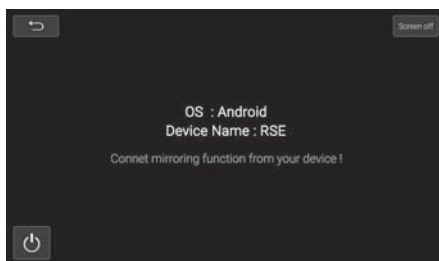 Screen off
OS : Android
Device Name : RSE
Connet mirroring function from your device !